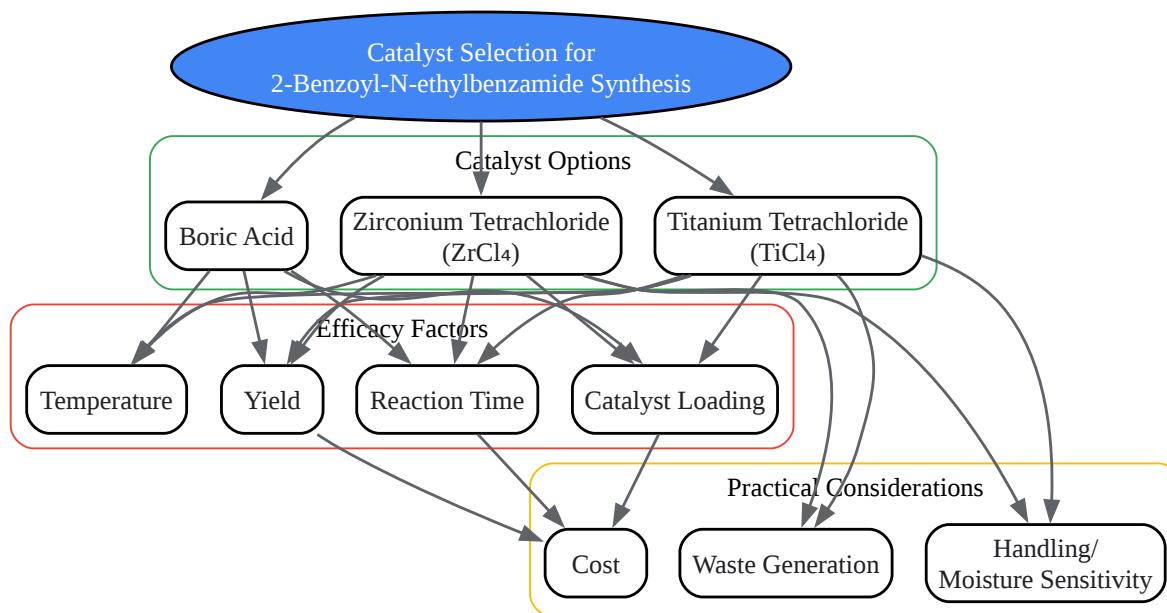 Catalyst Selection for
2-Benzoyl-N-ethylbenzamide Synthesis
Catalyst Options
Boric Acid
Zirconium Tetrachloride
(ZrCl₄)
Titanium Tetrachloride
(TiCl₄)
Efficacy Factors
Temperature
Yield
Reaction Time
Catalyst Loading
Practical Considerations
Cost
Waste Generation
Handling/
Moisture Sensitivity